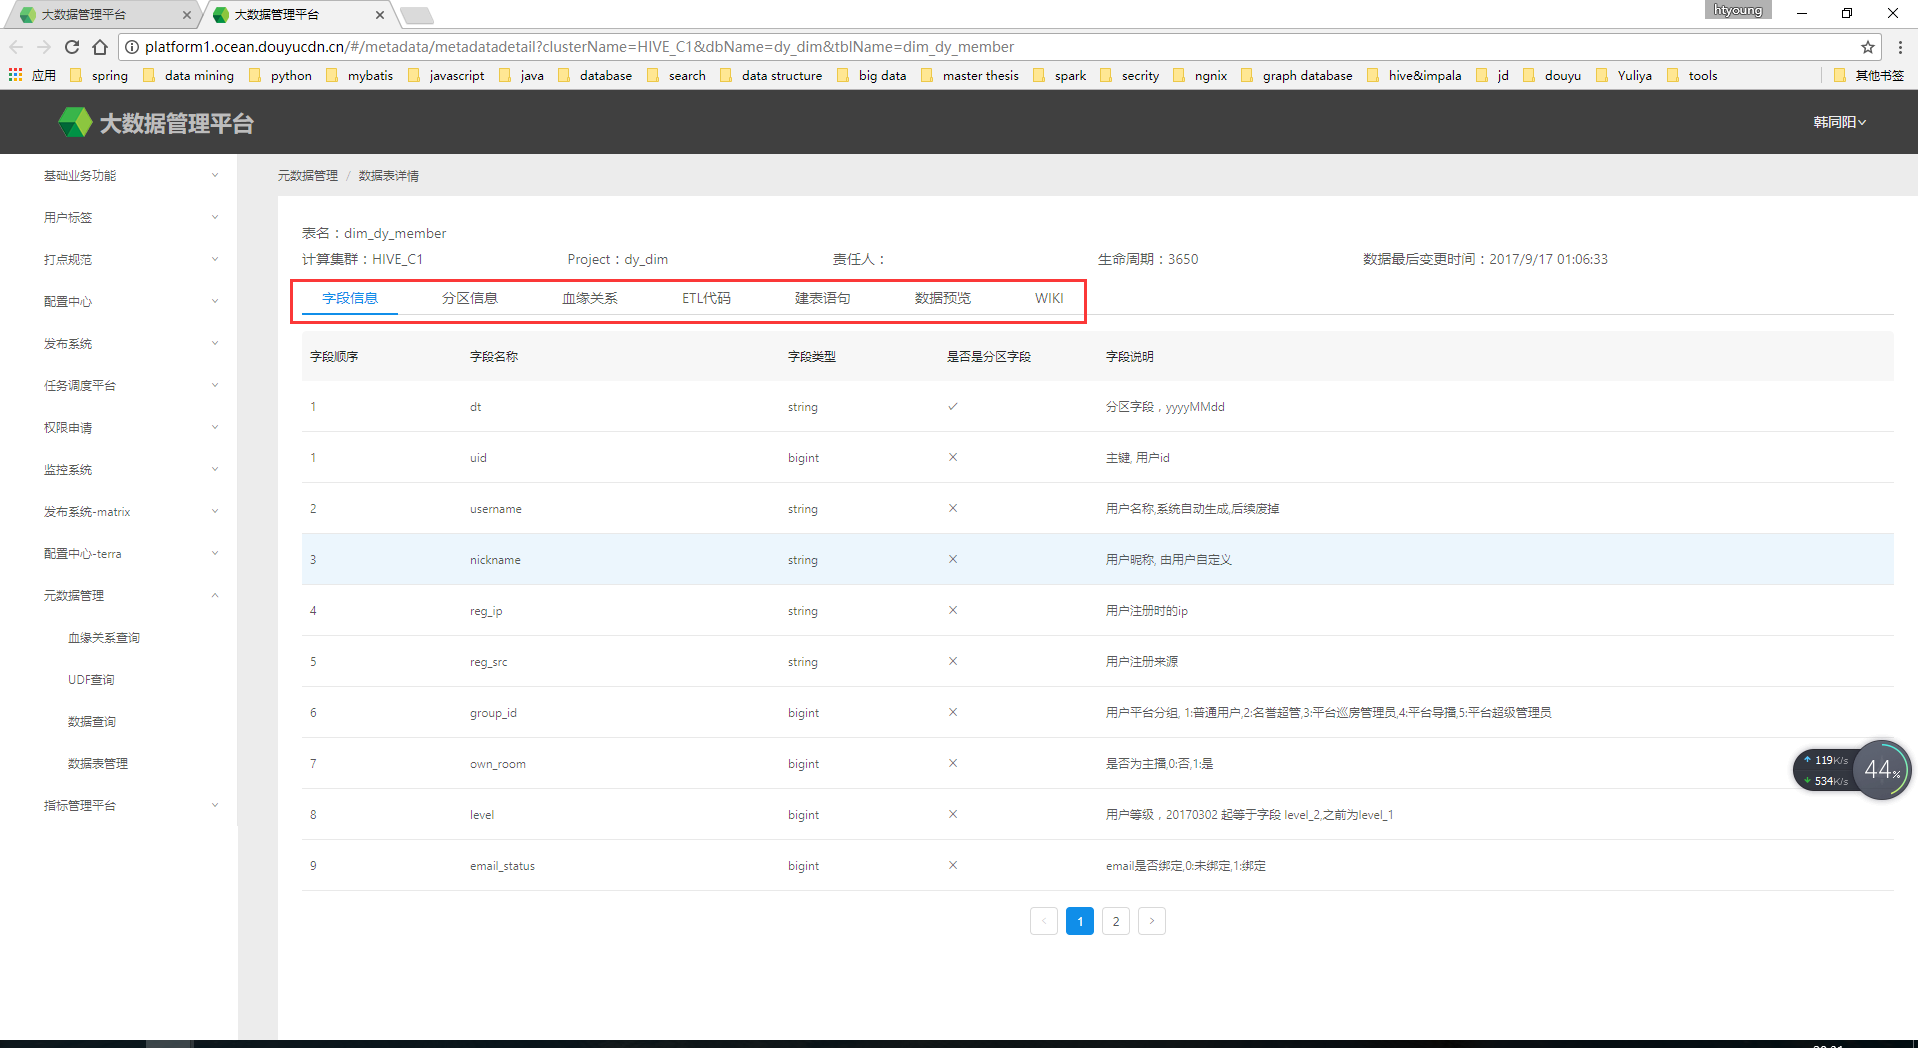 大数据管理平台 大数据管理平台 htyoung
platform1.ocean.douyucdn.cn/#/metadata/metadatadetail?clusterName=HIVE_C1&dbName=dy_dim&tblName=dim_dy_member
应用 spring data mining python mybatis javascript java database search data structure big data master thesis spark secrity ngnix graph database hive&impala jd douyu Yuliya tools 其他书签
大数据管理平台 韩同阳
基础业务功能
用户标签
打点规范
配置中心
发布系统
任务调度平台
权限申请
监控系统
发布系统-matrix
配置中心-terra
元数据管理
血缘关系查询
UDF查询
数据查询
数据表管理
指标管理平台
元数据管理 / 数据表详情
表名：dim_dy_member
计算集群：HIVE_C1 Project：dy_dim 责任人： 生命周期：3650 数据最后变更时间：2017/9/17 01:06:33
字段信息 分区信息 血缘关系 ETL代码 建表语句 数据预览 WIKI
字段顺序 字段名称 字段类型 是否是分区字段 字段说明
1 dt string ✓ 分区字段，yyyyMMdd
1 uid bigint × 主键, 用户id
2 username string × 用户名称,系统自动生成,后续废掉
3 nickname string × 用户昵称, 由用户自定义
4 reg_ip string × 用户注册时的ip
5 reg_src string × 用户注册来源
6 group_id bigint × 用户平台分组, 1:普通用户,2:名誉超管,3:平台巡房管理员,4:平台导播,5:平台超级管理员
7 own_room bigint × 是否为主播,0:否,1:是
8 level bigint × 用户等级，20170302 起等于字段 level_2,之前为level_1
9 email_status bigint × email是否绑定,0:未绑定,1:绑定
< 1 2 >
119K/s
534K/s
44%